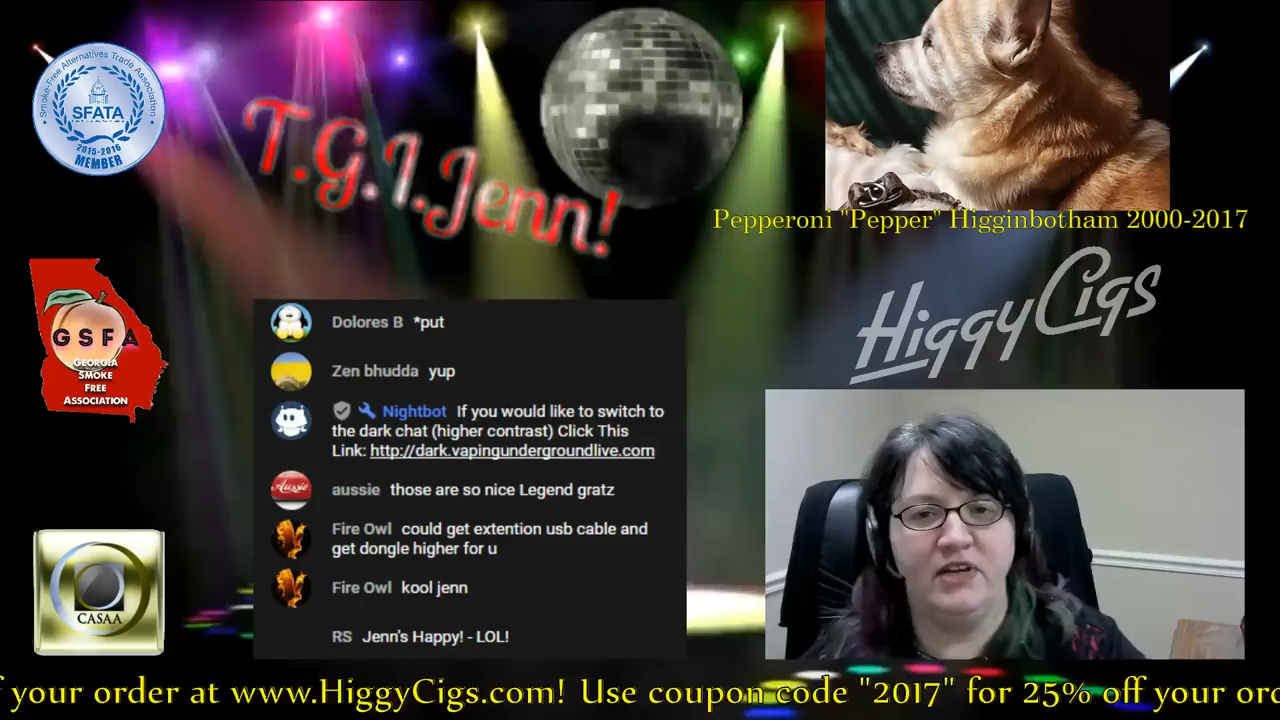 Smoke-Free Alternatives Trade Association
SFATA
2015-2016
MEMBER
T.G.I.Jenn!
Pepperoni "Pepper" Higginbotham 2000-2017
HiggyCigs
GSFA
GEORGIA
SMOKE
FREE
ASSOCIATION
CASAA
Dolores B *put
Zen bhudda yup
Nightbot If you would like to switch to
the dark chat (higher contrast) Click This
Link: http://dark.vapingundergroundlive.com
Aussie
aussie those are so nice Legend gratz
Fire Owl could get extention usb cable and
get dongle higher for u
Fire Owl kool jenn
RS Jenn's Happy! - LOL!
f your order at www.HiggyCigs.com! Use coupon code "2017" for 25% off your orc